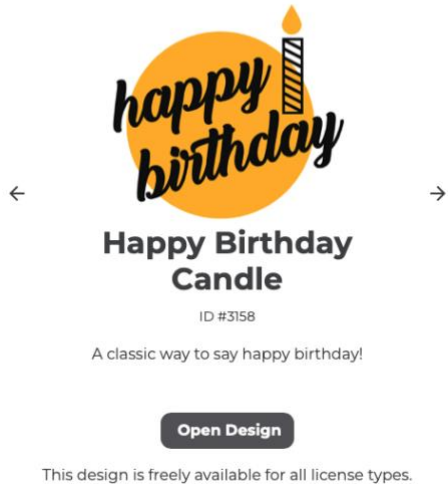 happy
birthday
Happy Birthday
Candle
ID #3158
A classic way to say happy birthday!
Open Design
This design is freely available for all license types.